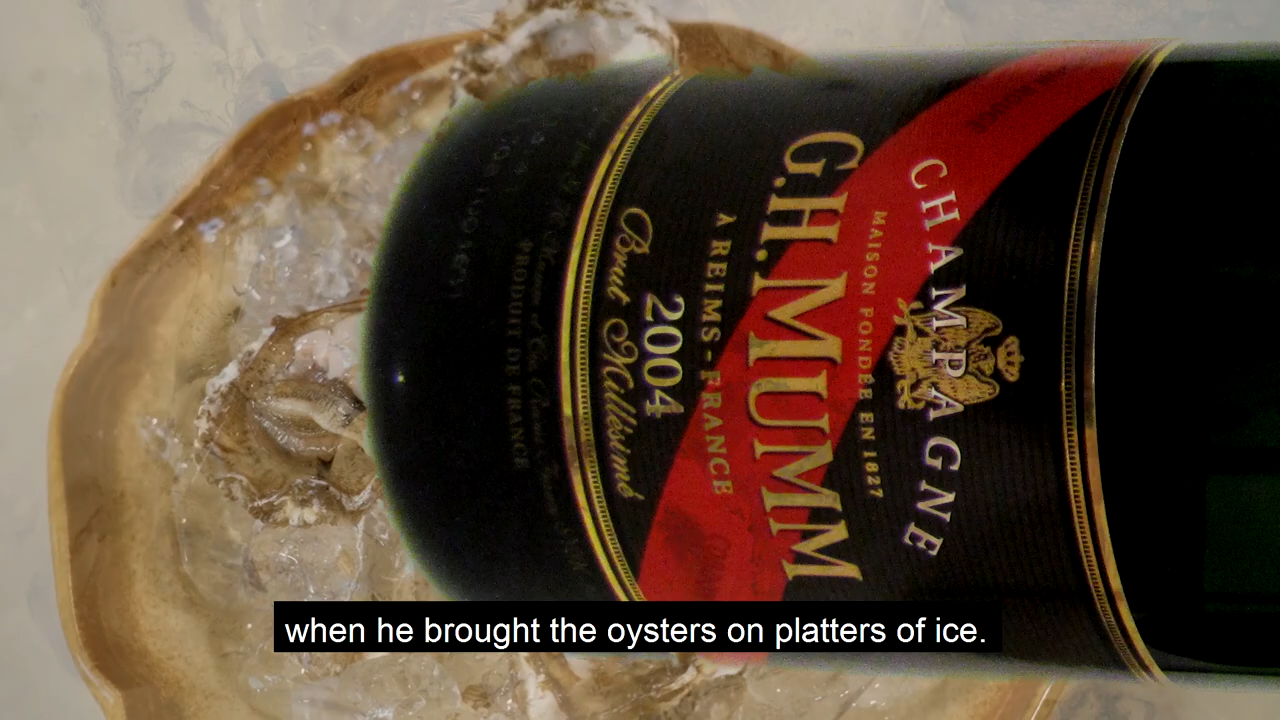 CHAMPAGNE
MAISON FONDÉE EN 1827
G.H.MUMM
À REIMS - FRANCE
2004
Brut Millésimé
PRODUIT DE FRANCE
when he brought the oysters on platters of ice.